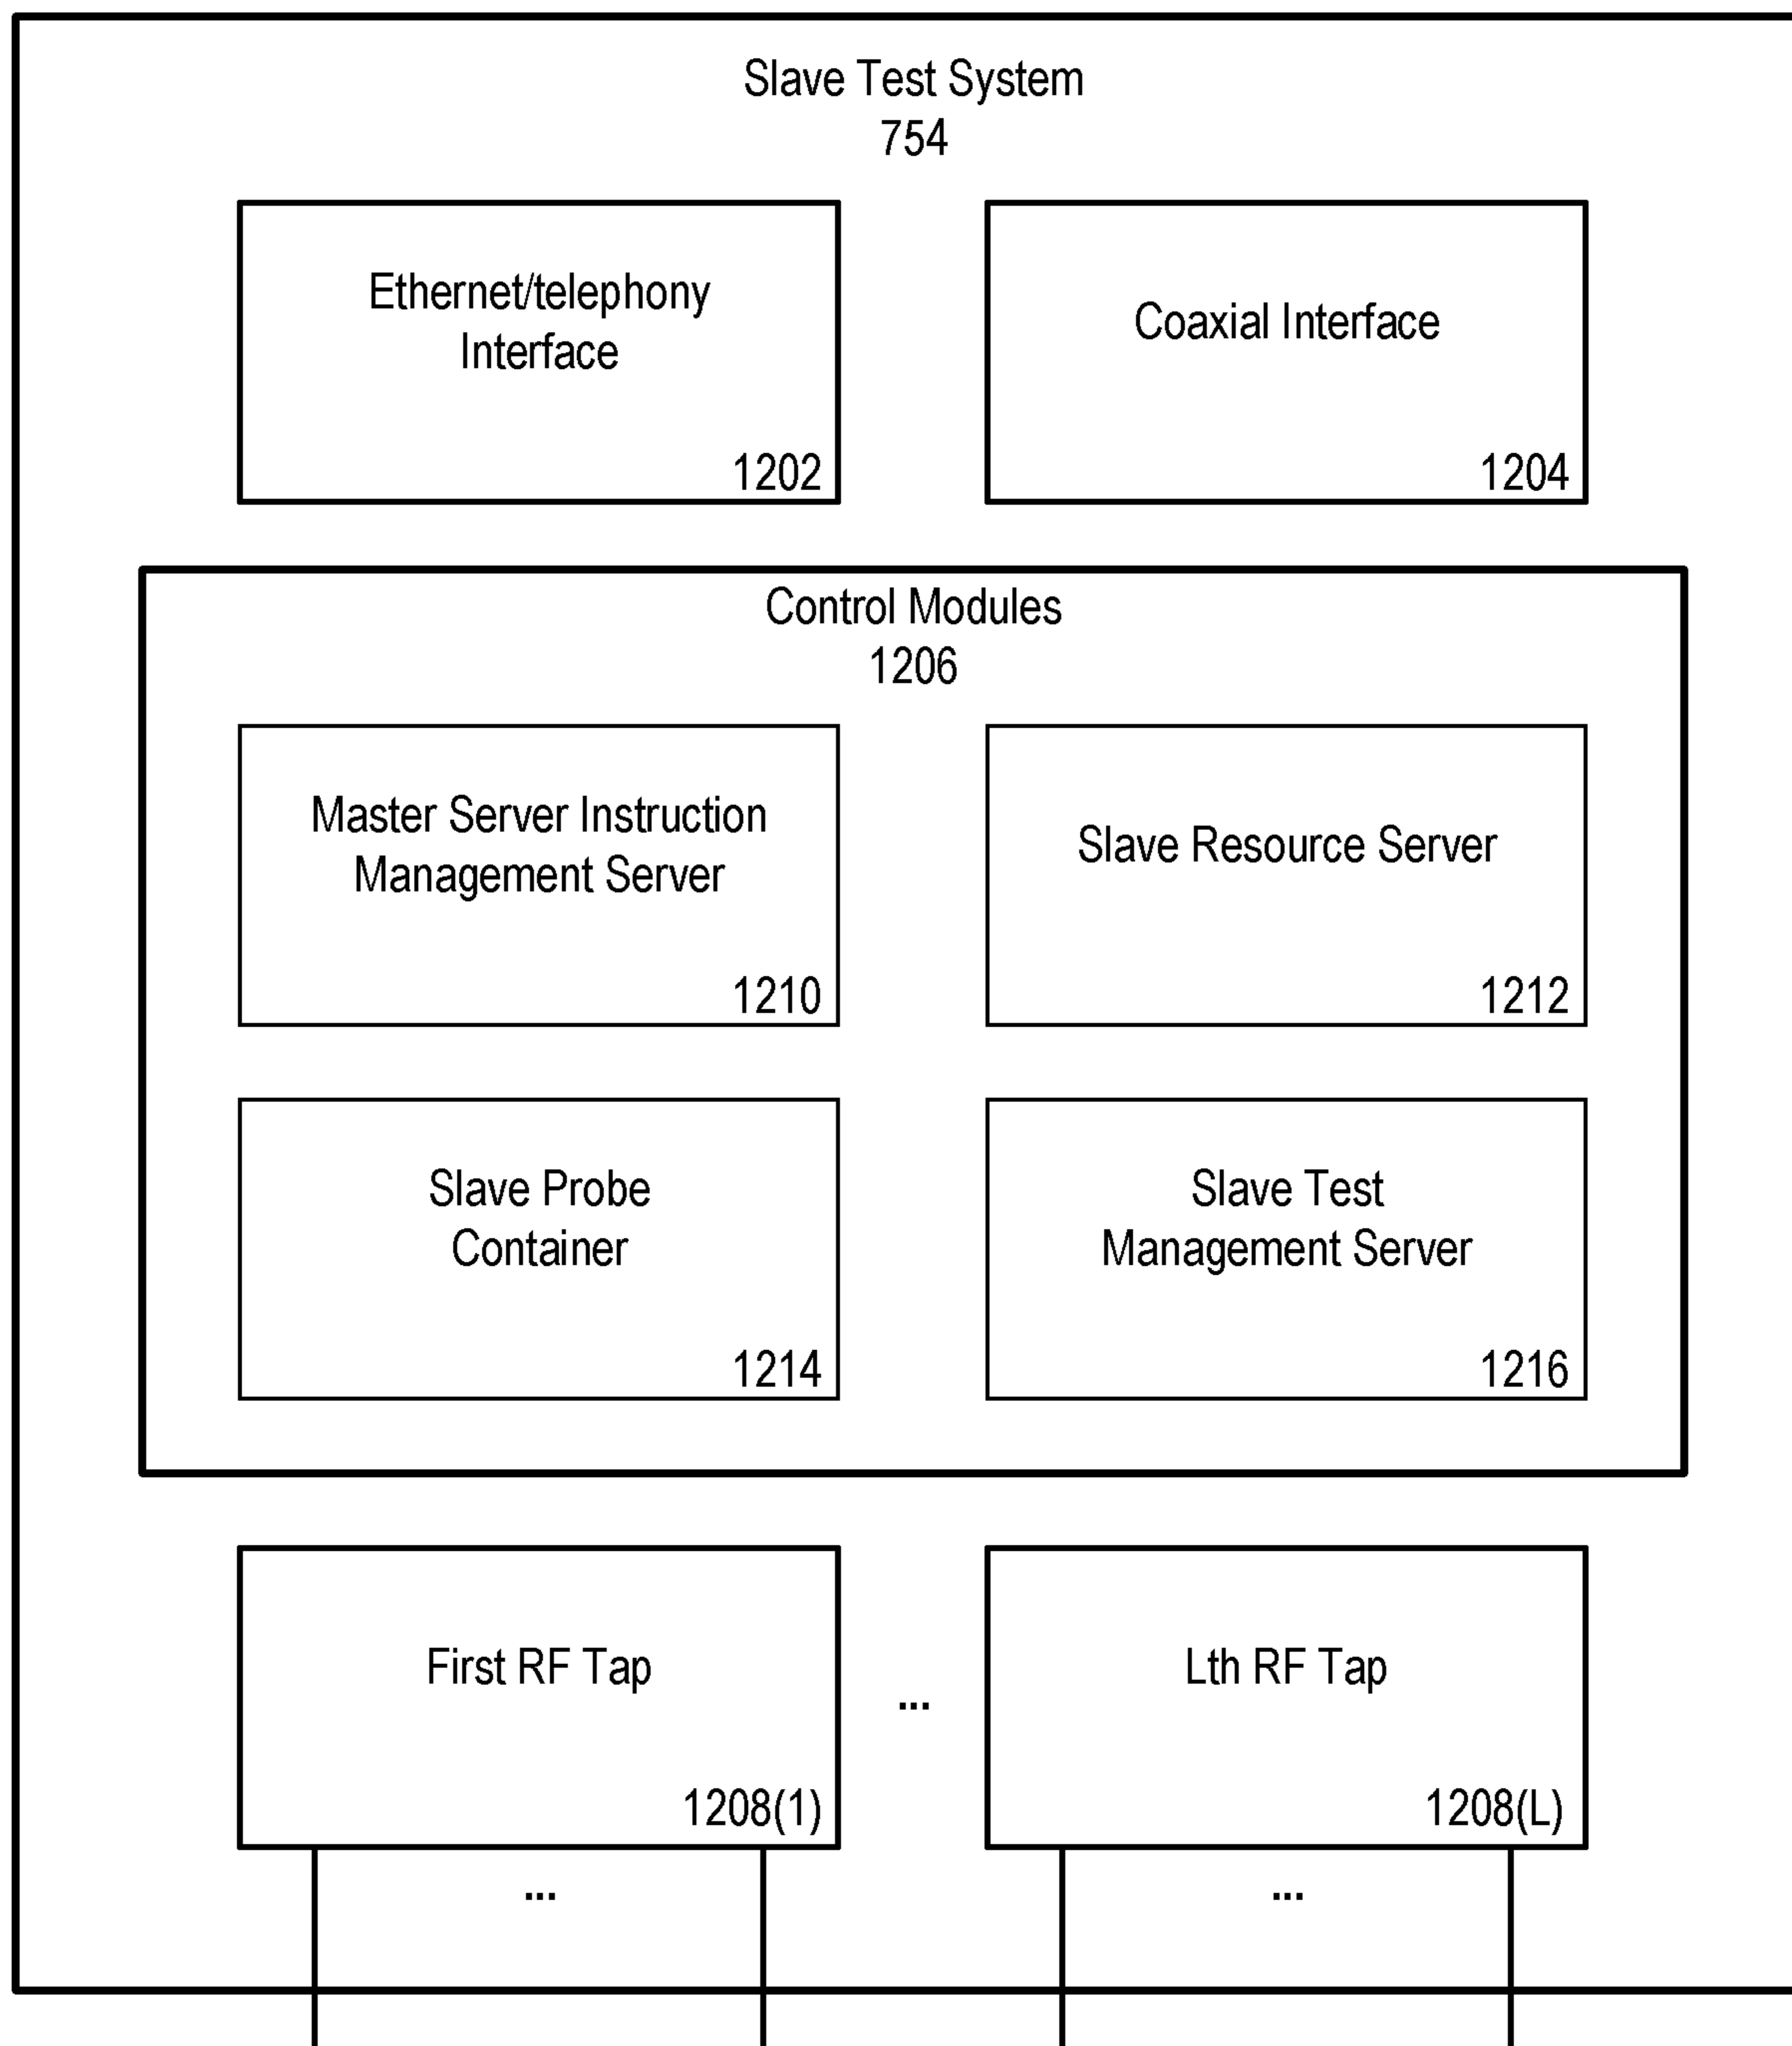 Slave Test System
754
Ethernet/telephony
Interface
1202
Coaxial Interface
1204
Control Modules
1206
Master Server Instruction
Management Server
1210
Slave Resource Server
1212
Slave Probe
Container
1214
Slave Test
Management Server
1216
First RF Tap
1208(1)
...
Lth RF Tap
1208(L)
...
...